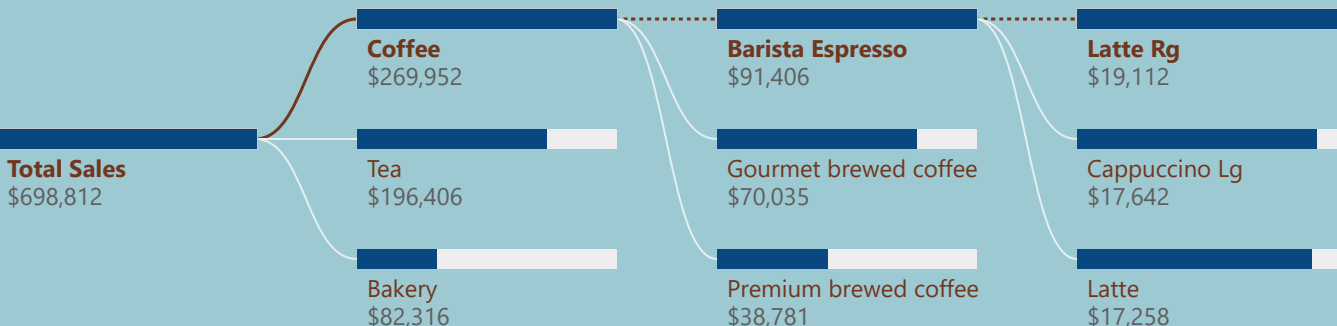 Coffee
$269,952
Barista Espresso
$91,406
Latte Rg
$19,112
Total Sales
$698,812
Tea
$196,406
Gourmet brewed coffee
$70,035
Cappuccino Lg
$17,642
Bakery
$82,316
Premium brewed coffee
$38,781
Latte
$17,258